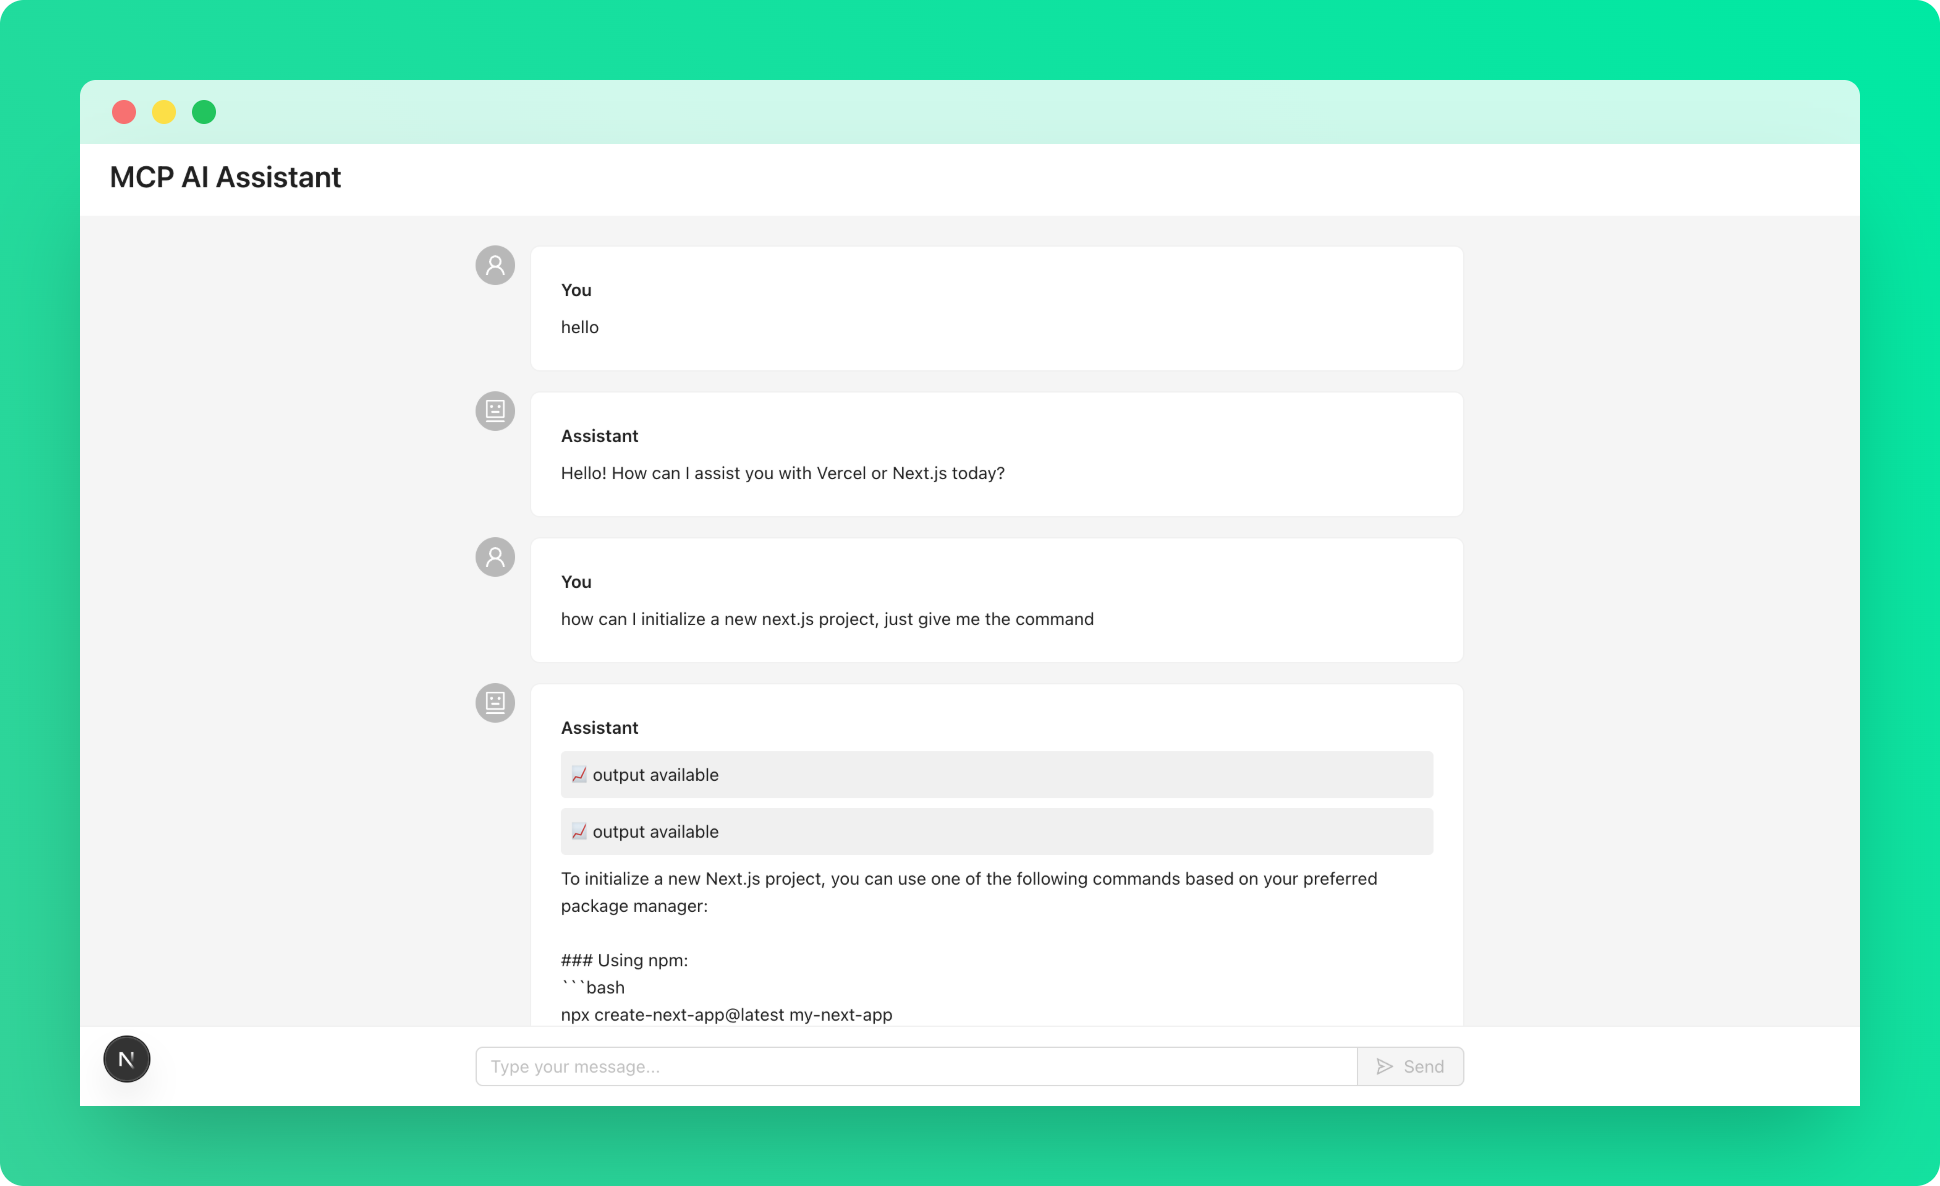 MCP AI Assistant
You
hello
Assistant
Hello! How can I assist you with Vercel or Next.js today?
You
how can I initialize a new next.js project, just give me the command
Assistant
📈 output available
📈 output available
To initialize a new Next.js project, you can use one of the following commands based on your preferred
package manager:
### Using npm:
```bash
npx create-next-app@latest my-next-app
N
Type your message...
Send